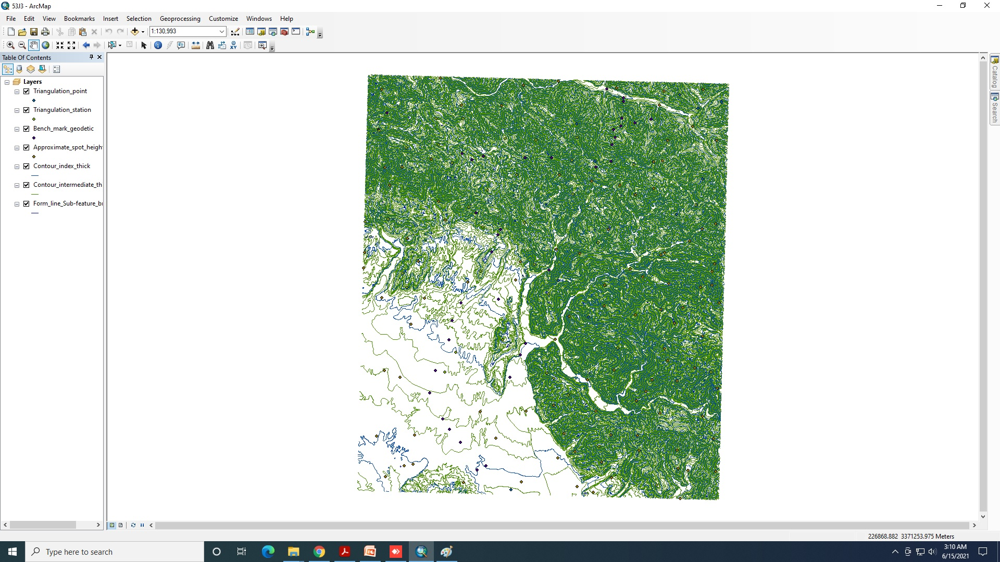 53J3 - ArcMap
File Edit View Bookmarks Insert Selection Geoprocessing Customize Windows Help
1:130,993
Table Of Contents
Layers
Triangulation_point
Triangulation_station
Bench_mark_geodetic
Approximate_spot_heigh
Contour_index_thick
Contour_intermediate_th
Form_line_Sub-feature_b
Catalog
Search
226868.882 3371253.975 Meters
Type here to search
3:10 AM
6/15/2021